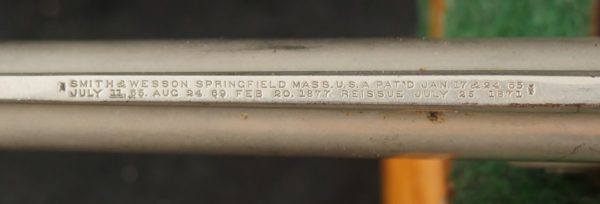 SMITH & WESSON SPRINGFIELD MASS. U.S.A PAT'D JAN. 17 & 24 65
JULY 11 65. AUG. 24 69. FEB. 20. 1877. REISSUE JULY 25 1871